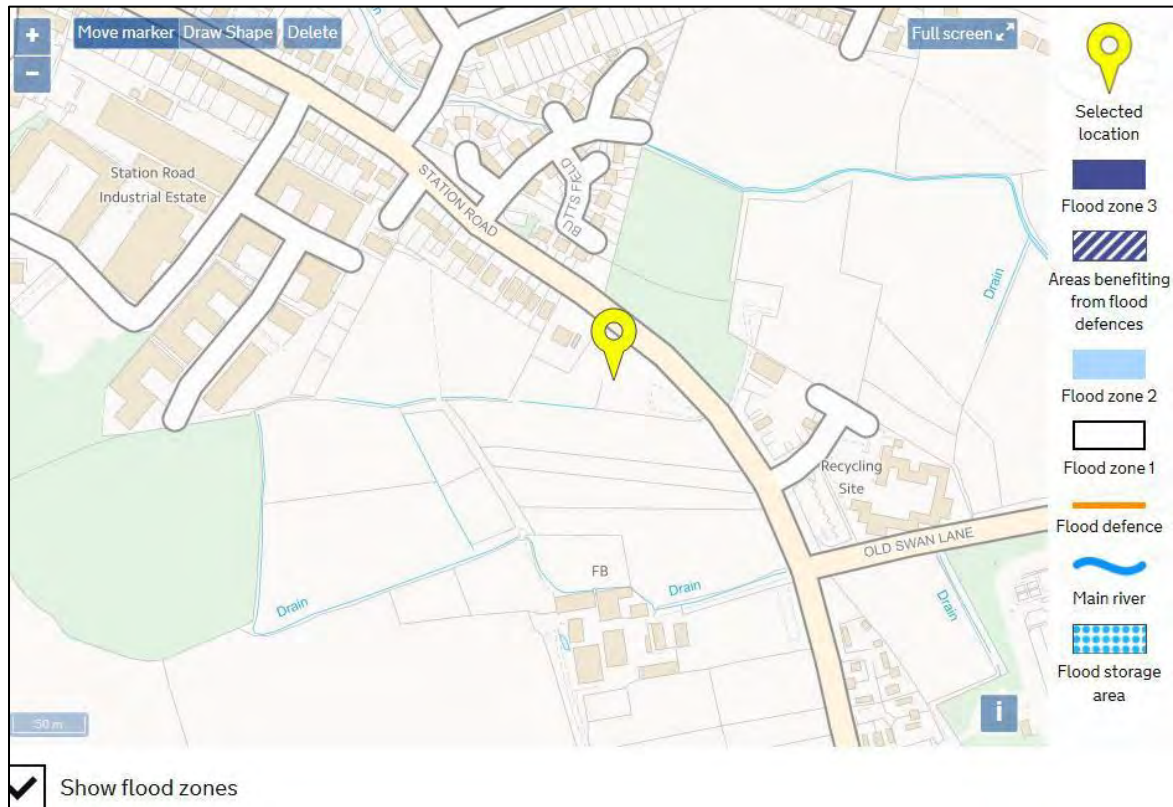 +
−
Move marker
Draw Shape
Delete
Full screen
Station Road
Industrial Estate
STATION ROAD
BUTTS FIELD
Drain
Recycling
Site
OLD SWAN LANE
FB
Drain
Drain
Drain
50 m
i
Selected
location
Flood zone 3
Areas benefiting
from flood
defences
Flood zone 2
Flood zone 1
Flood defence
Main river
Flood storage
area
Show flood zones